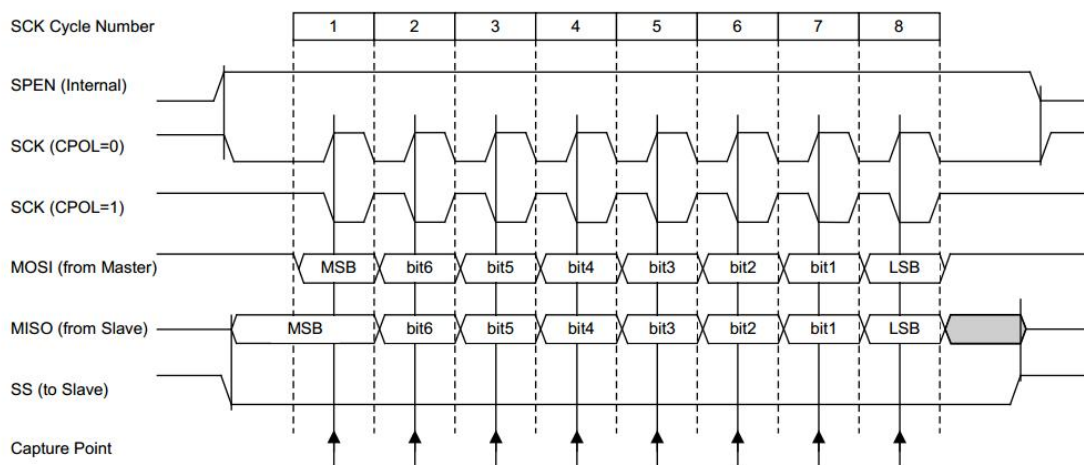 SCK Cycle Number 1 2 3 4 5 6 7 8
SPEN (Internal)
SCK (CPOL=0)
SCK (CPOL=1)
MOSI (from Master) MSB bit6 bit5 bit4 bit3 bit2 bit1 LSB
MISO (from Slave) MSB bit6 bit5 bit4 bit3 bit2 bit1 LSB
SS (to Slave)
Capture Point